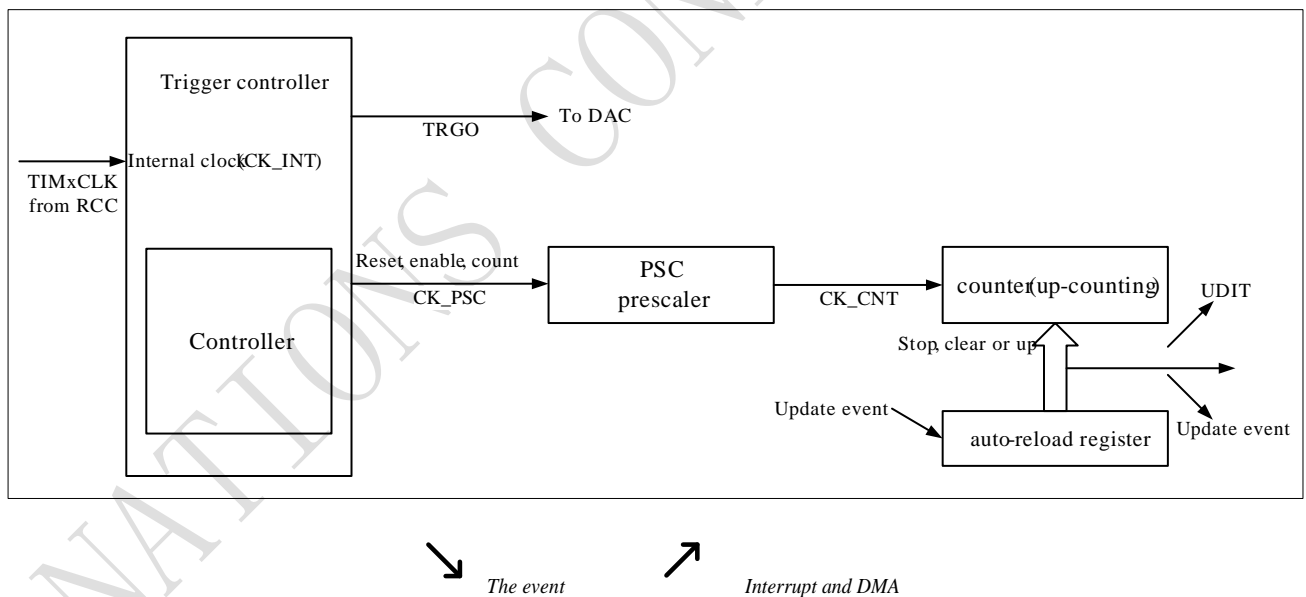 Trigger controller
TRGO
To DAC
Internal clock(CK_INT)
TIMxCLK
from RCC
Controller
Reset, enable, count
CK_PSC
PSC
prescaler
CK_CNT
counter(up-counting)
UDIT
Stop, clear or up
Update event
auto-reload register
Update event
The event
Interrupt and DMA
NATIONS CON